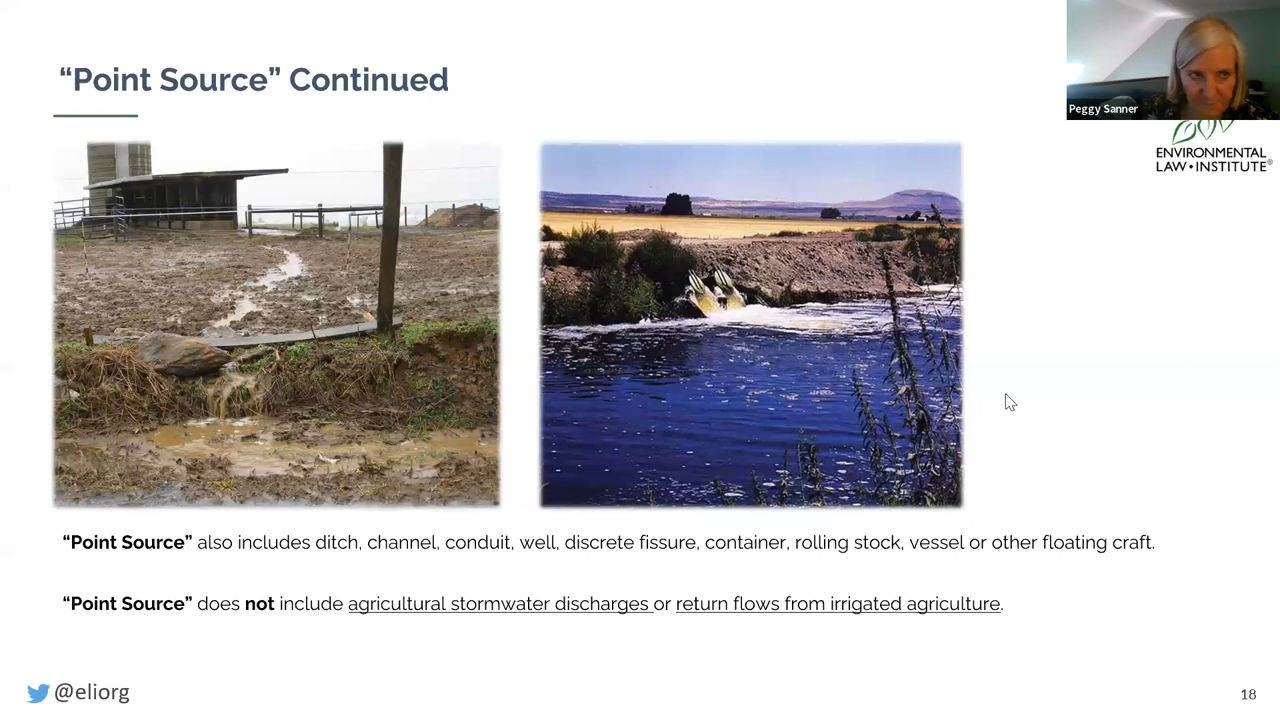 “Point Source” Continued
Peggy Sanner
ENVIRONMENTAL
LAW • INSTITUTE®
“Point Source” also includes ditch, channel, conduit, well, discrete fissure, container, rolling stock, vessel or other floating craft.
“Point Source” does not include agricultural stormwater discharges or return flows from irrigated agriculture.
@eliorg
18